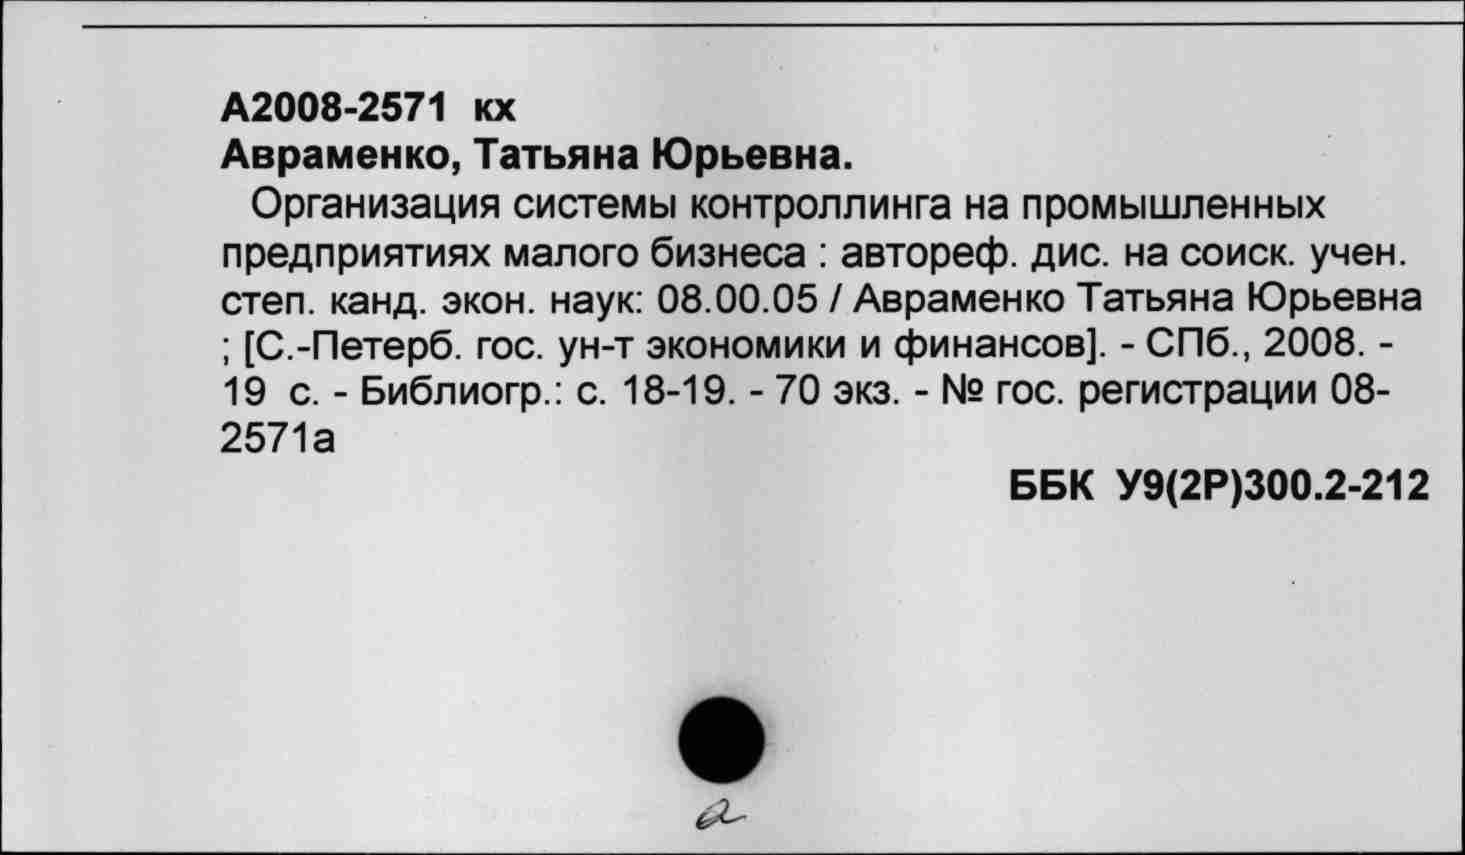 А2008-2571 кх
Авраменко, Татьяна Юрьевна.
Организация системы контроллинга на промышленных
предприятиях малого бизнеса : автореф. дис. на соиск. учен.
степ. канд. экон. наук: 08.00.05 / Авраменко Татьяна Юрьевна
; [С.-Петерб. гос. ун-т экономики и финансов]. - СПб., 2008. -
19 с. - Библиогр.: с. 18-19. - 70 экз. - № гос. регистрации 08-
2571а
ББК У9(2Р)300.2-212